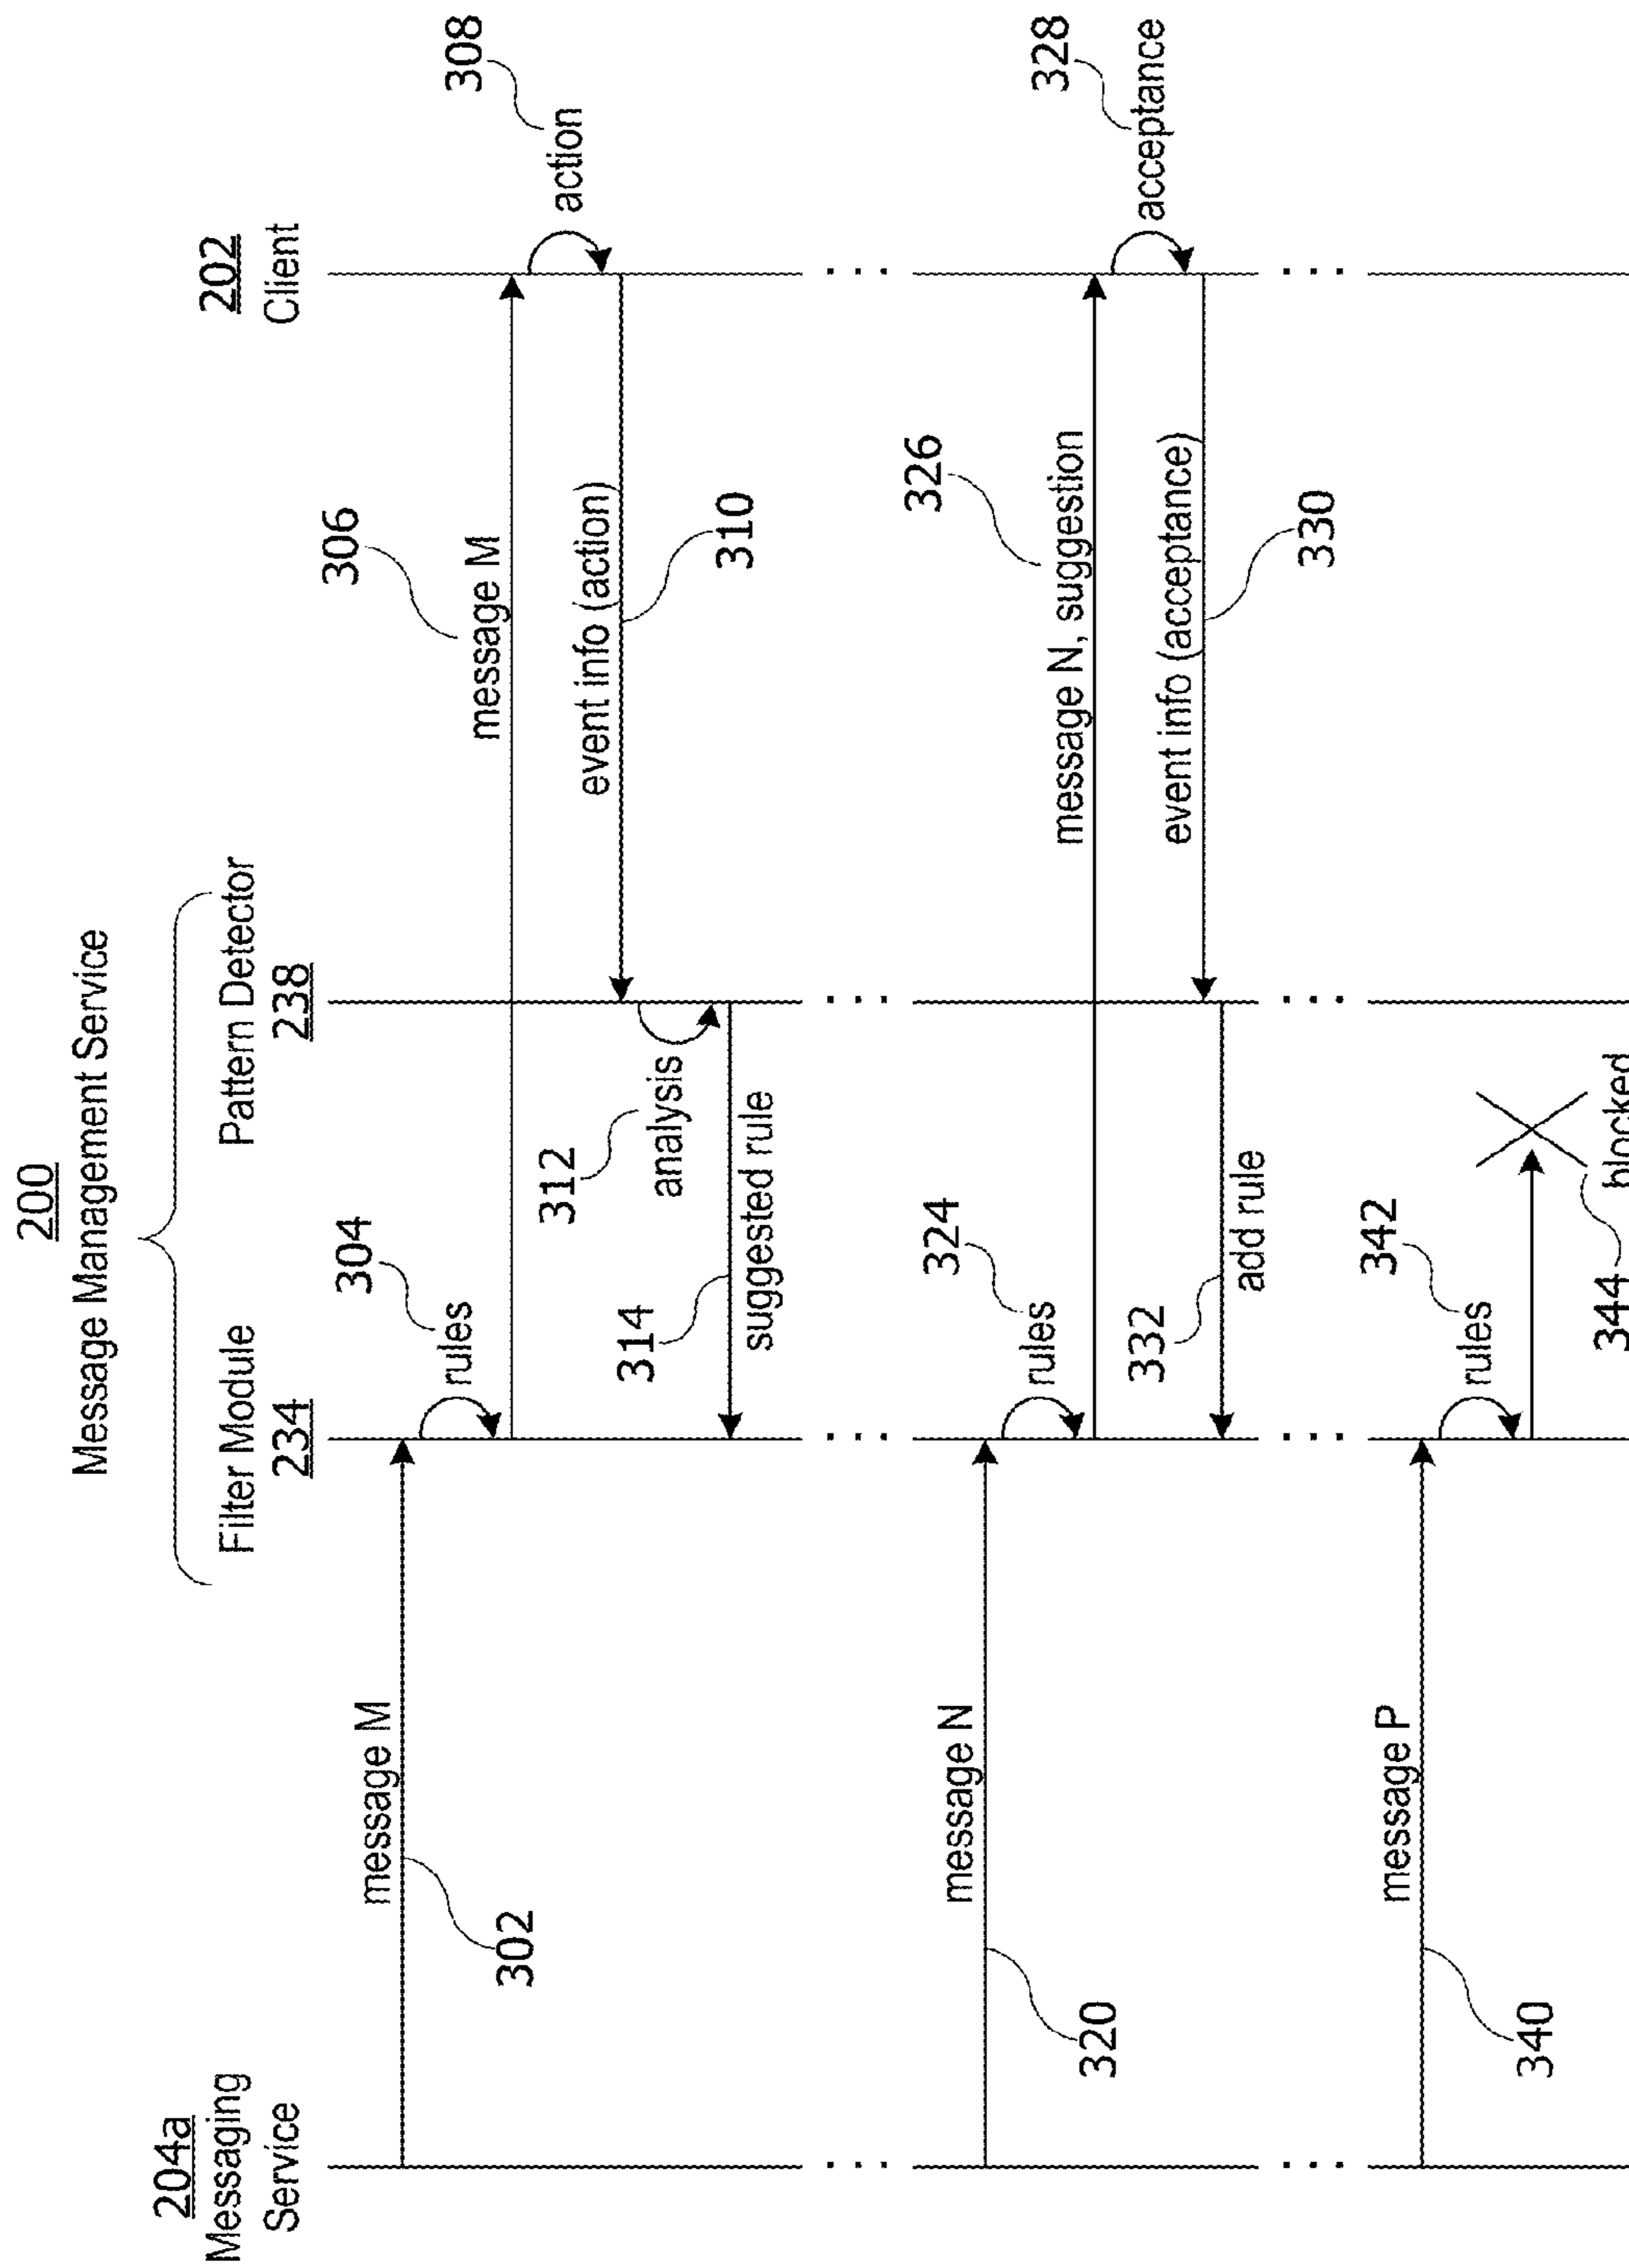 200
Message Management Service
204a
Messaging
Service
Filter Module
234
Pattern Detector
238
202
Client
message M
302
304
rules
306
message M
308
action
event info (action)
310
312
analysis
314
suggested rule
message N
320
324
rules
326
message N, suggestion
328
acceptance
event info (acceptance)
330
332
add rule
message P
340
342
rules
344
blocked